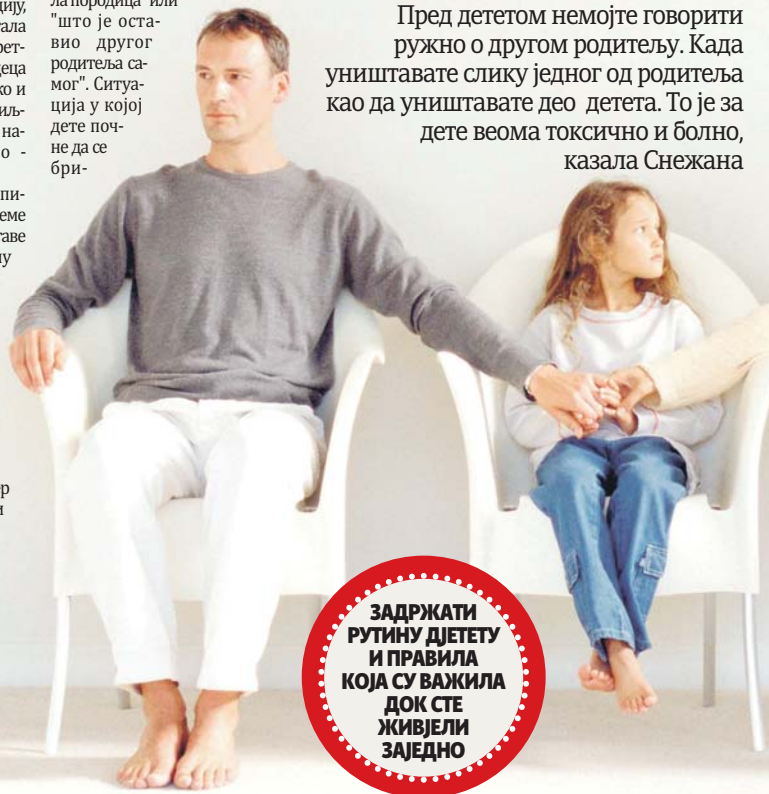 ла породица" или
"што је оста-
вио другог
родитеља са-
мог". Ситуа-
ција у којој
дете поч-
не да се
бри-
Пред дететом немојте говорити
ружно о другом родитељу. Када
уништавате слику једног од родитеља
као да уништавате део детета. То је за
дете веома токсично и болно,
казала Снежана
ЗАДРЖАТИ
РУТИНУ ДЈЕТЕТУ
И ПРАВИЛА
КОЈА СУ ВАЖИЛА
ДОК СТЕ
ЖИВЈЕЛИ
ЗАЈЕДНО